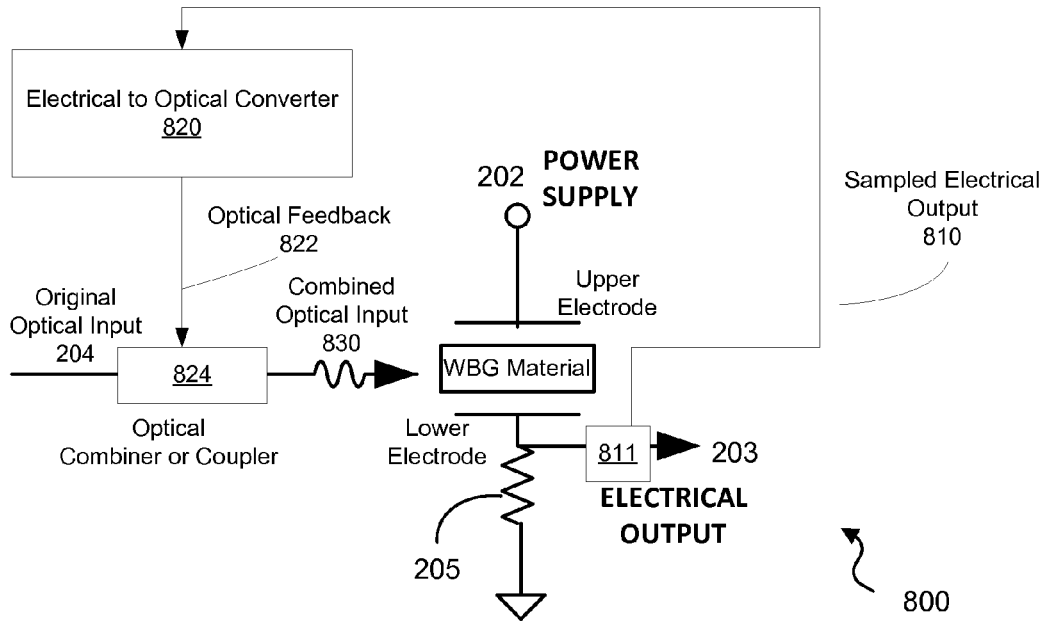 Electrical to Optical Converter
820
202
POWER
SUPPLY
Sampled Electrical
Output
810
Optical Feedback
822
Original
Optical Input
204
Combined
Optical Input
830
Upper
Electrode
824
WBG Material
Optical
Combiner or Coupler
Lower
Electrode
811
203
ELECTRICAL
OUTPUT
205
800